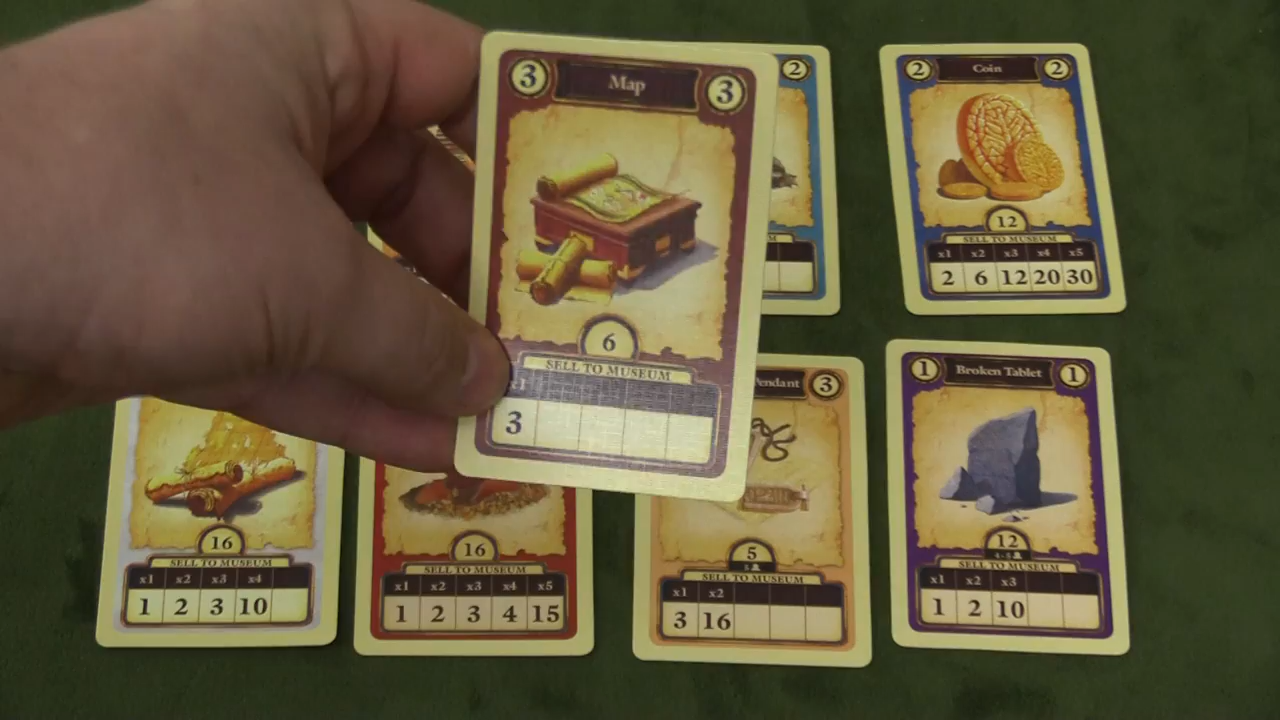 3 Map 3
6
SELL TO MUSEUM
x1
3
2
2 Coin 2
12
SELL TO MUSEUM
x1 x2 x3 x4 x5
2 6 12 20 30
16
SELL TO MUSEUM
x1 x2 x3 x4
1 2 3 10
16
SELL TO MUSEUM
x1 x2 x3 x4 x5
1 2 3 4 15
Pendant 3
5
SELL TO MUSEUM
x1 x2
3 16
1 Broken Tablet 1
12
4-5
SELL TO MUSEUM
x1 x2 x3
1 2 10